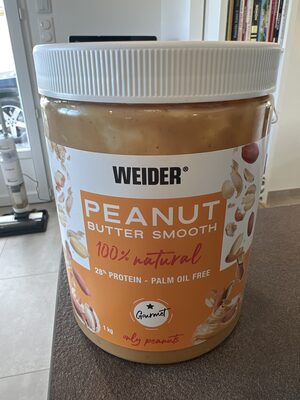 WEIDER®
PEANUT
BUTTER SMOOTH
100% natural
28% PROTEIN - PALM OIL FREE
Gourmet
1 kg
only peanuts